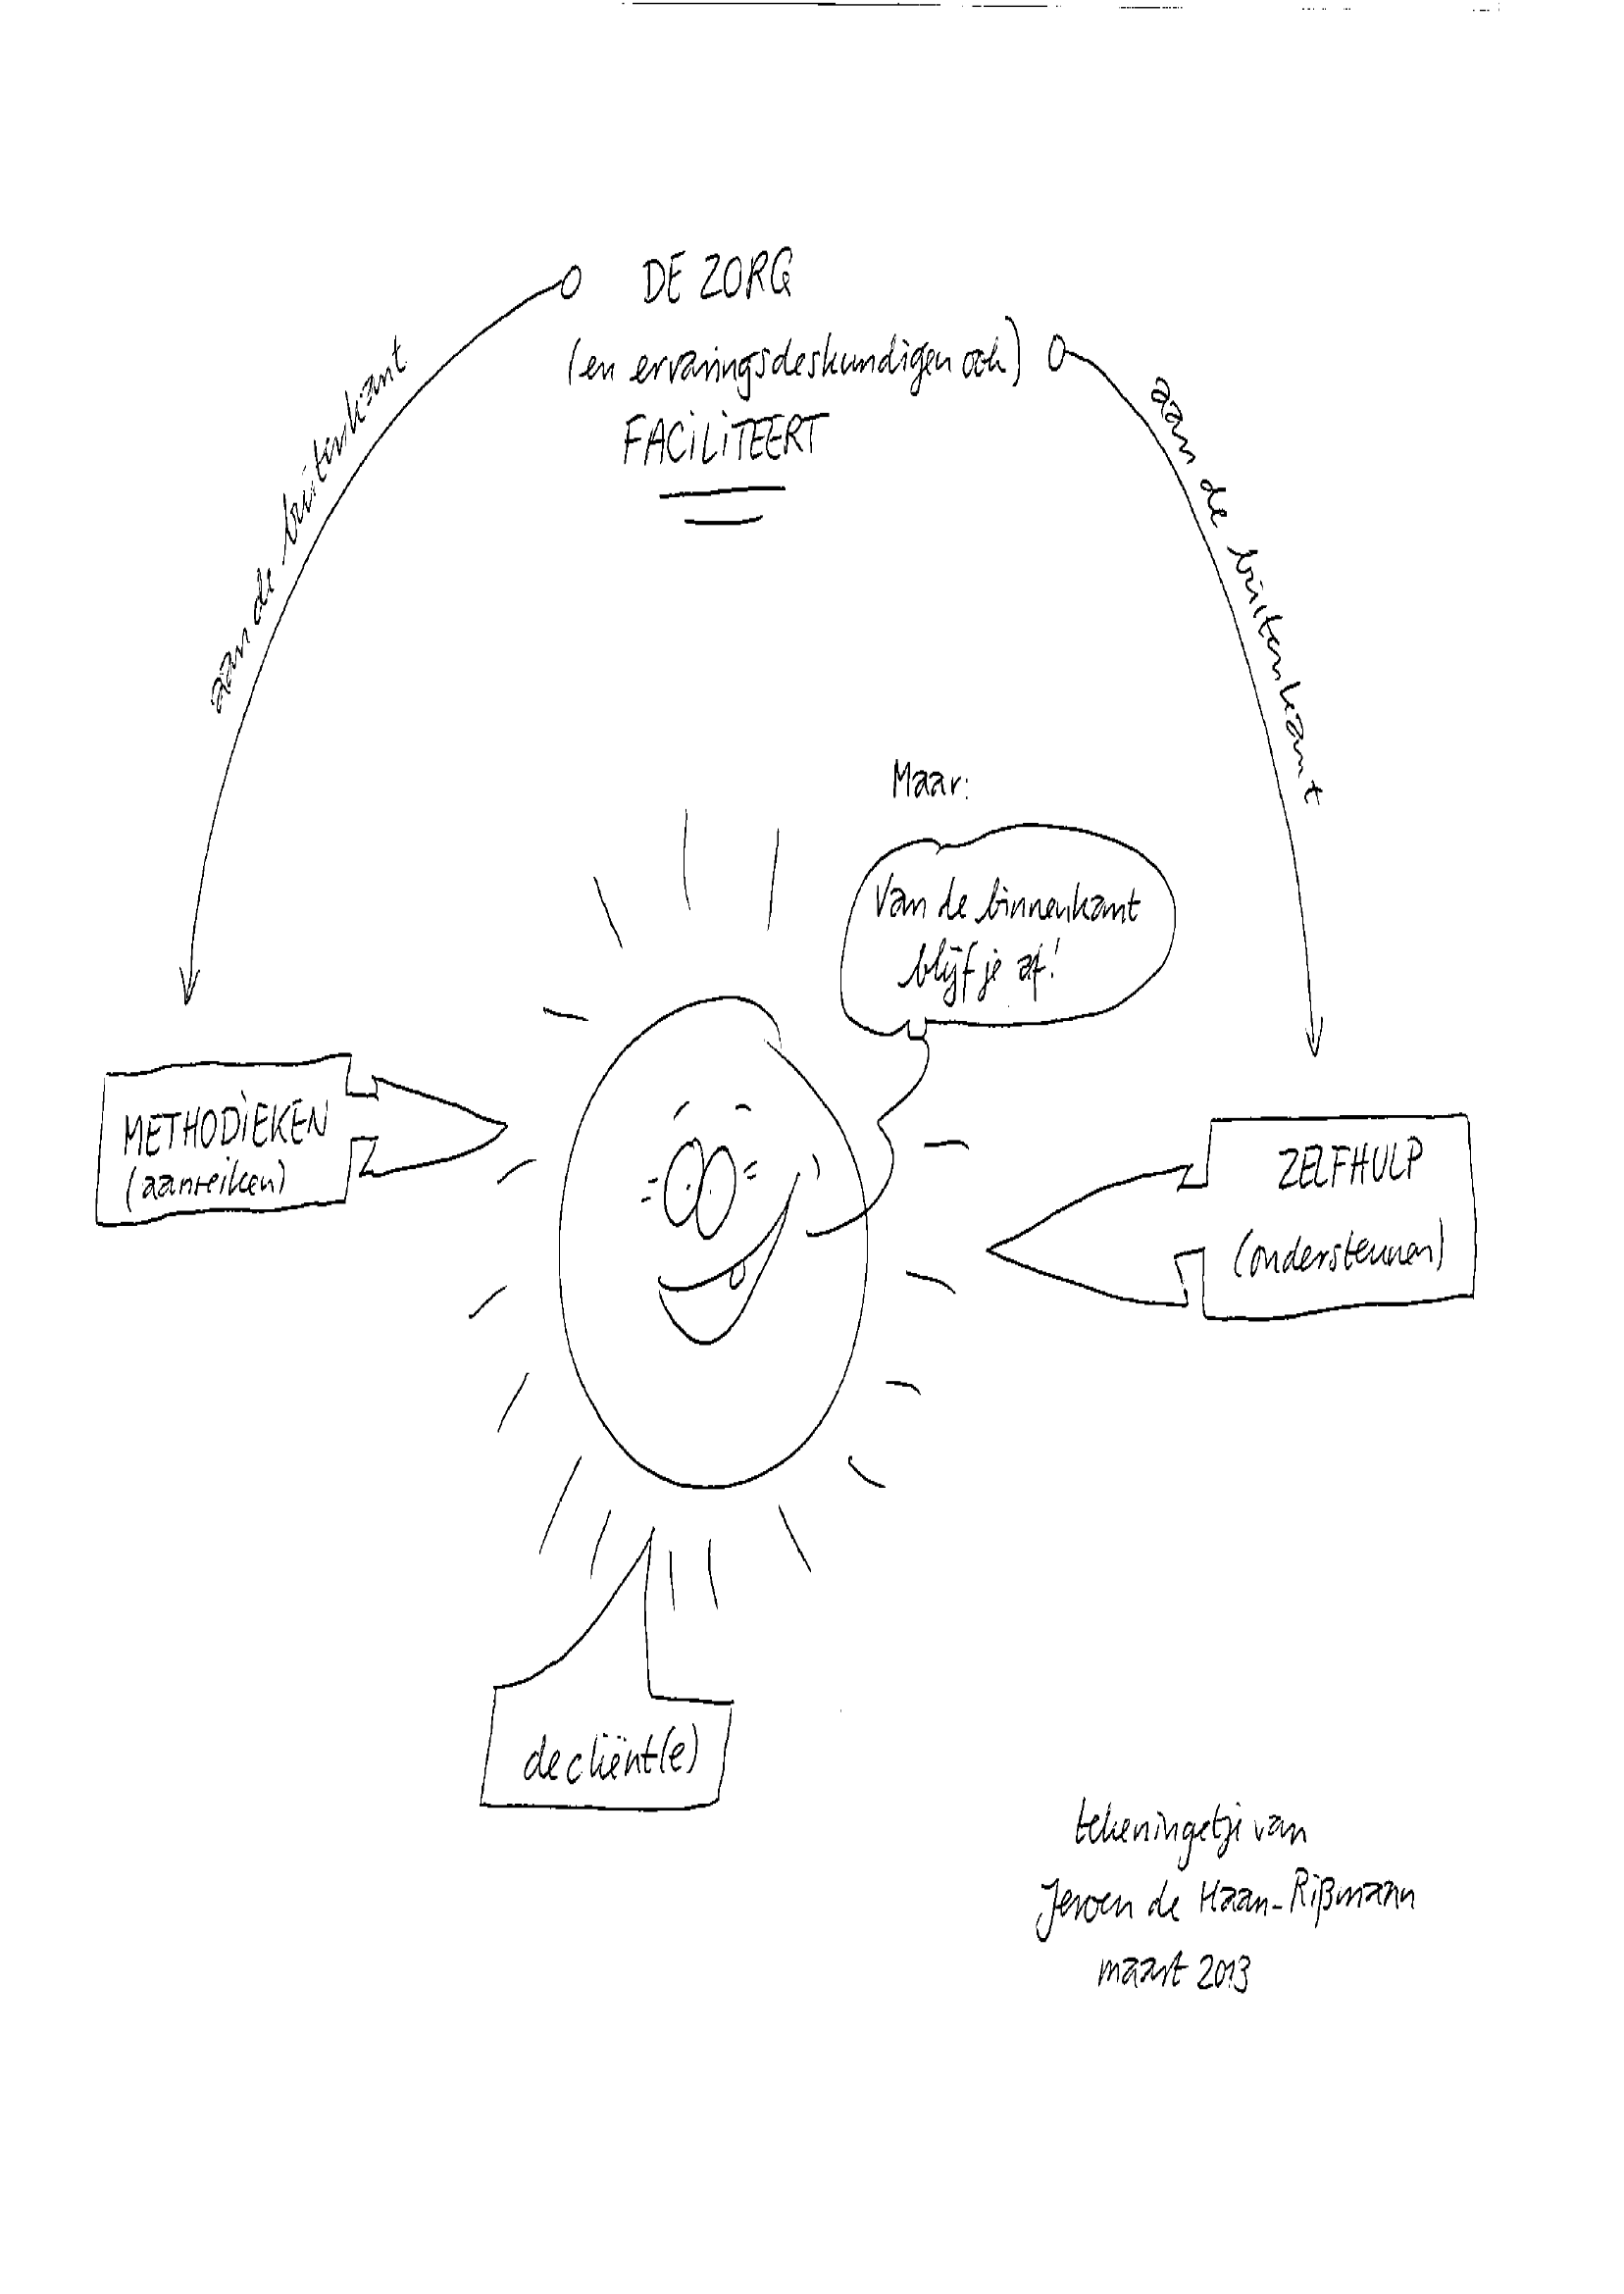 DE ZORG
(en ervaringsdeskundigen ook)
FACILITEERT
aan de buitenkant
aan de buitenkant
Maar:
Van de binnenkant
blijf je af!
METHODIEKEN
(aanreiken)
ZELFHULP
(ondersteunen)
de cliënt(e)
tekeningetje van
Jeroen de Haan-Rißmann
maart 2013